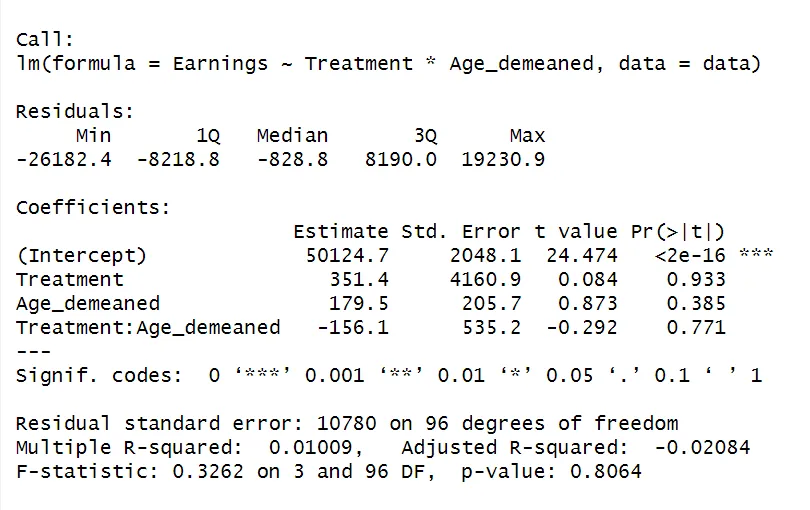 Call:
lm(formula = Earnings ~ Treatment * Age_demeaned, data = data)
Residuals:
     Min       1Q   Median       3Q      Max
-26182.4  -8218.8   -828.8   8190.0  19230.9
Coefficients:
                       Estimate Std. Error t value Pr(>|t|)
(Intercept)             50124.7     2048.1  24.474   <2e-16 ***
Treatment                 351.4     4160.9   0.084    0.933
Age_demeaned              179.5      205.7   0.873    0.385
Treatment:Age_demeaned   -156.1      535.2  -0.292    0.771
---
Signif. codes:  0 ‘***’ 0.001 ‘**’ 0.01 ‘*’ 0.05 ‘.’ 0.1 ‘ ’ 1
Residual standard error: 10780 on 96 degrees of freedom
Multiple R-squared:  0.01009,   Adjusted R-squared:  -0.02084
F-statistic: 0.3262 on 3 and 96 DF,  p-value: 0.8064